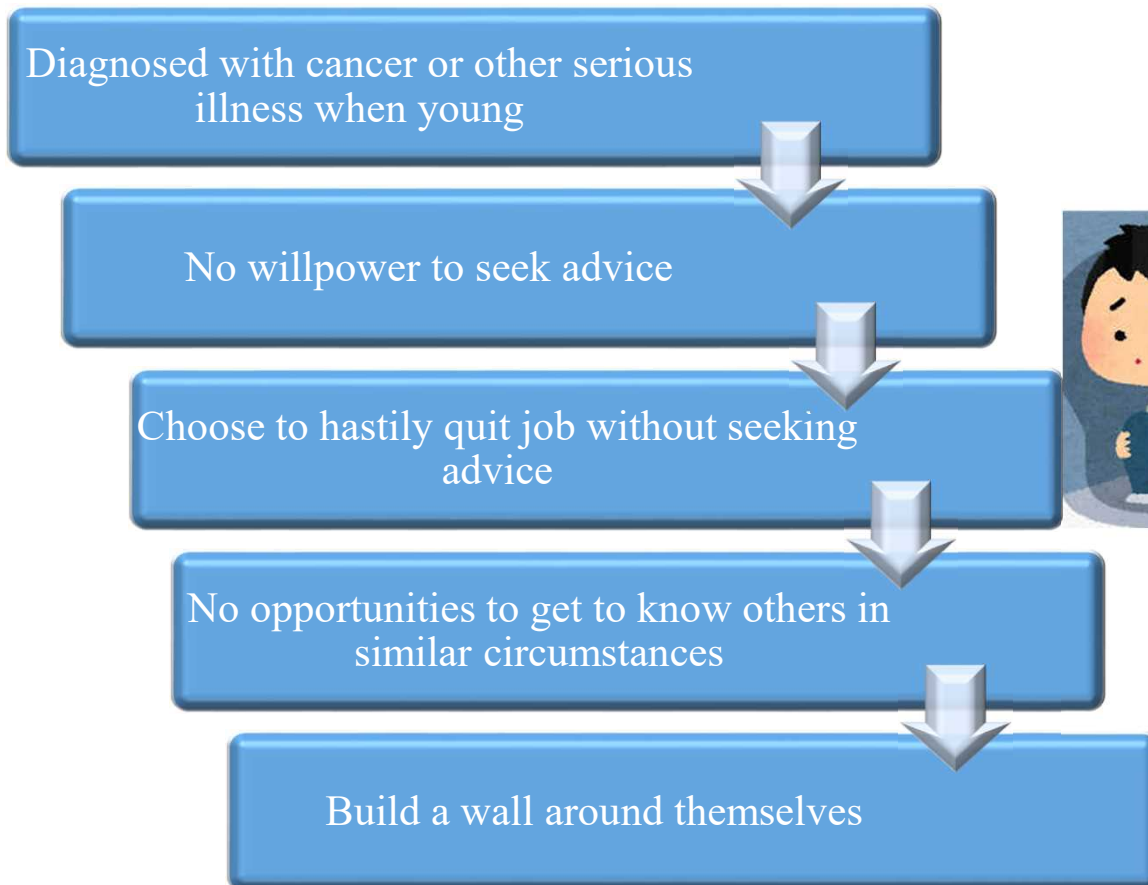 Diagnosed with cancer or other serious
illness when young
No willpower to seek advice
Choose to hastily quit job without seeking
advice
No opportunities to get to know others in
similar circumstances
Build a wall around themselves